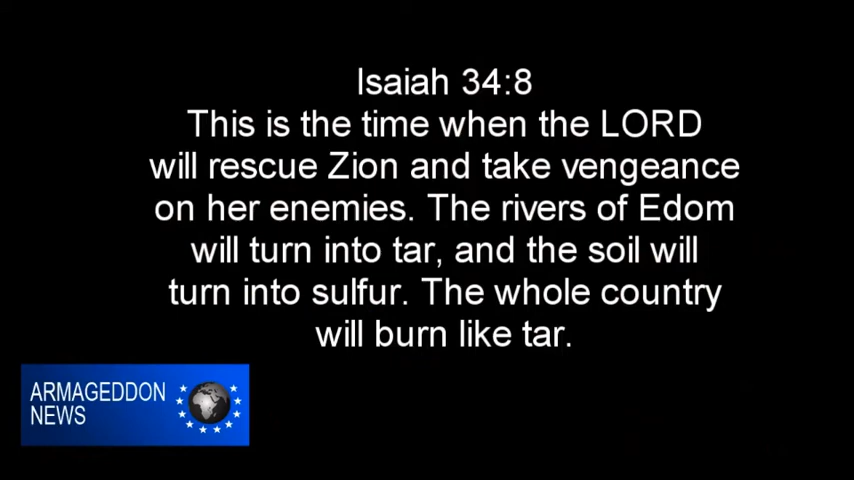 Isaiah 34:8
This is the time when the LORD
will rescue Zion and take vengeance
on her enemies. The rivers of Edom
will turn into tar, and the soil will
turn into sulfur. The whole country
will burn like tar.
ARMAGEDDON
NEWS